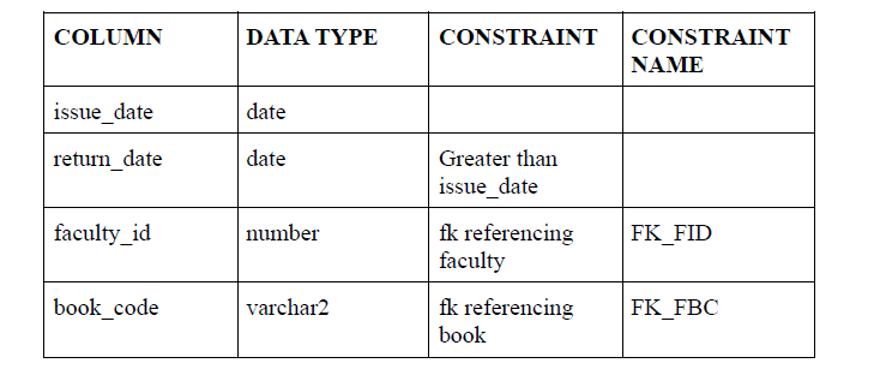 COLUMN DATA TYPE CONSTRAINT CONSTRAINT NAME
issue_date date
return_date date Greater than issue_date
faculty_id number fk referencing faculty FK_FID
book_code varchar2 fk referencing book FK_FBC